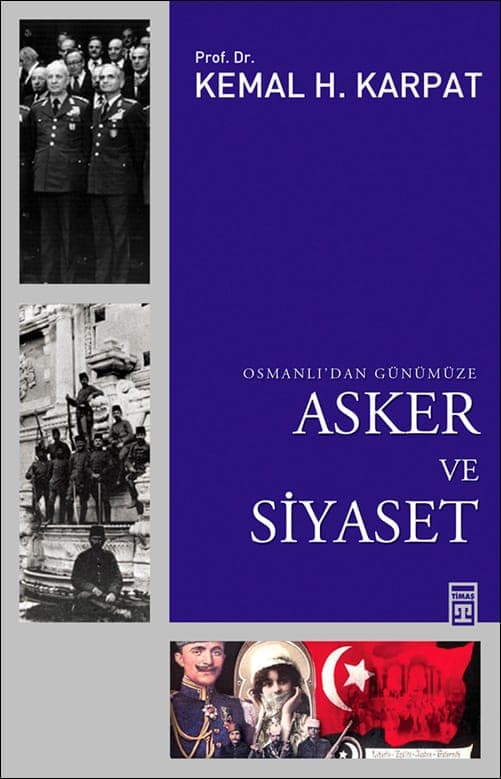 Prof. Dr.
KEMAL H. KARPAT
OSMANLI'DAN GÜNÜMÜZE
ASKER
VE
SİYASET
TİMAŞ